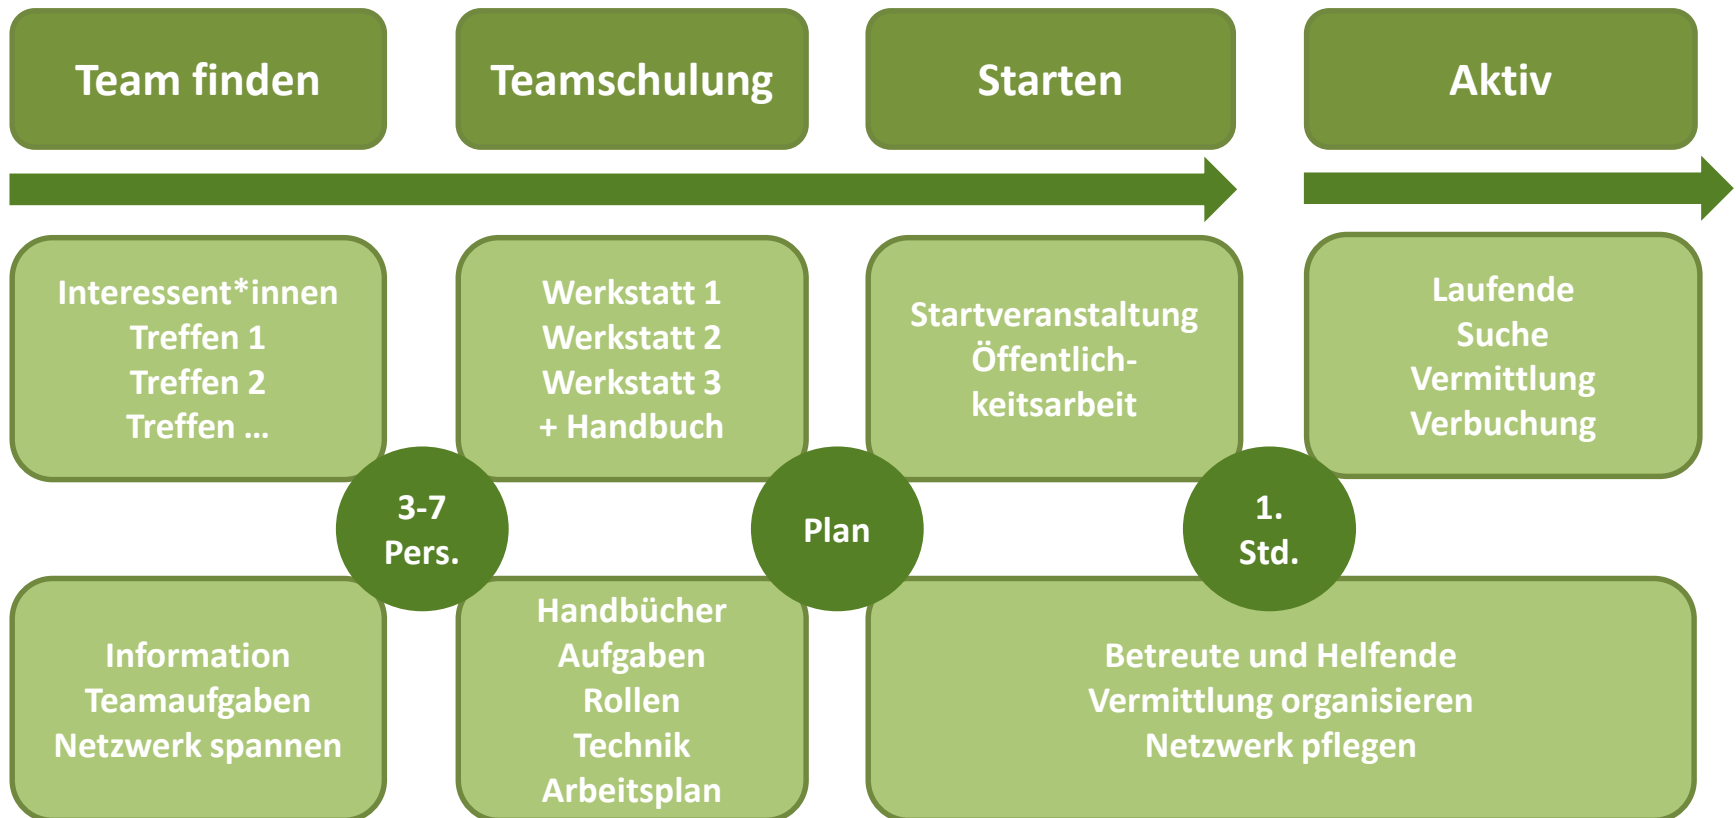 Team finden
Teamschulung
Starten
Aktiv
Interessent*innen
Treffen 1
Treffen 2
Treffen ...
Werkstatt 1
Werkstatt 2
Werkstatt 3
+ Handbuch
Startveranstaltung
Öffentlich-
keitsarbeit
Laufende
Suche
Vermittlung
Verbuchung
3-7
Pers.
Plan
1.
Std.
Information
Teamaufgaben
Netzwerk spannen
Handbücher
Aufgaben
Rollen
Technik
Arbeitsplan
Betreute und Helfende
Vermittlung organisieren
Netzwerk pflegen